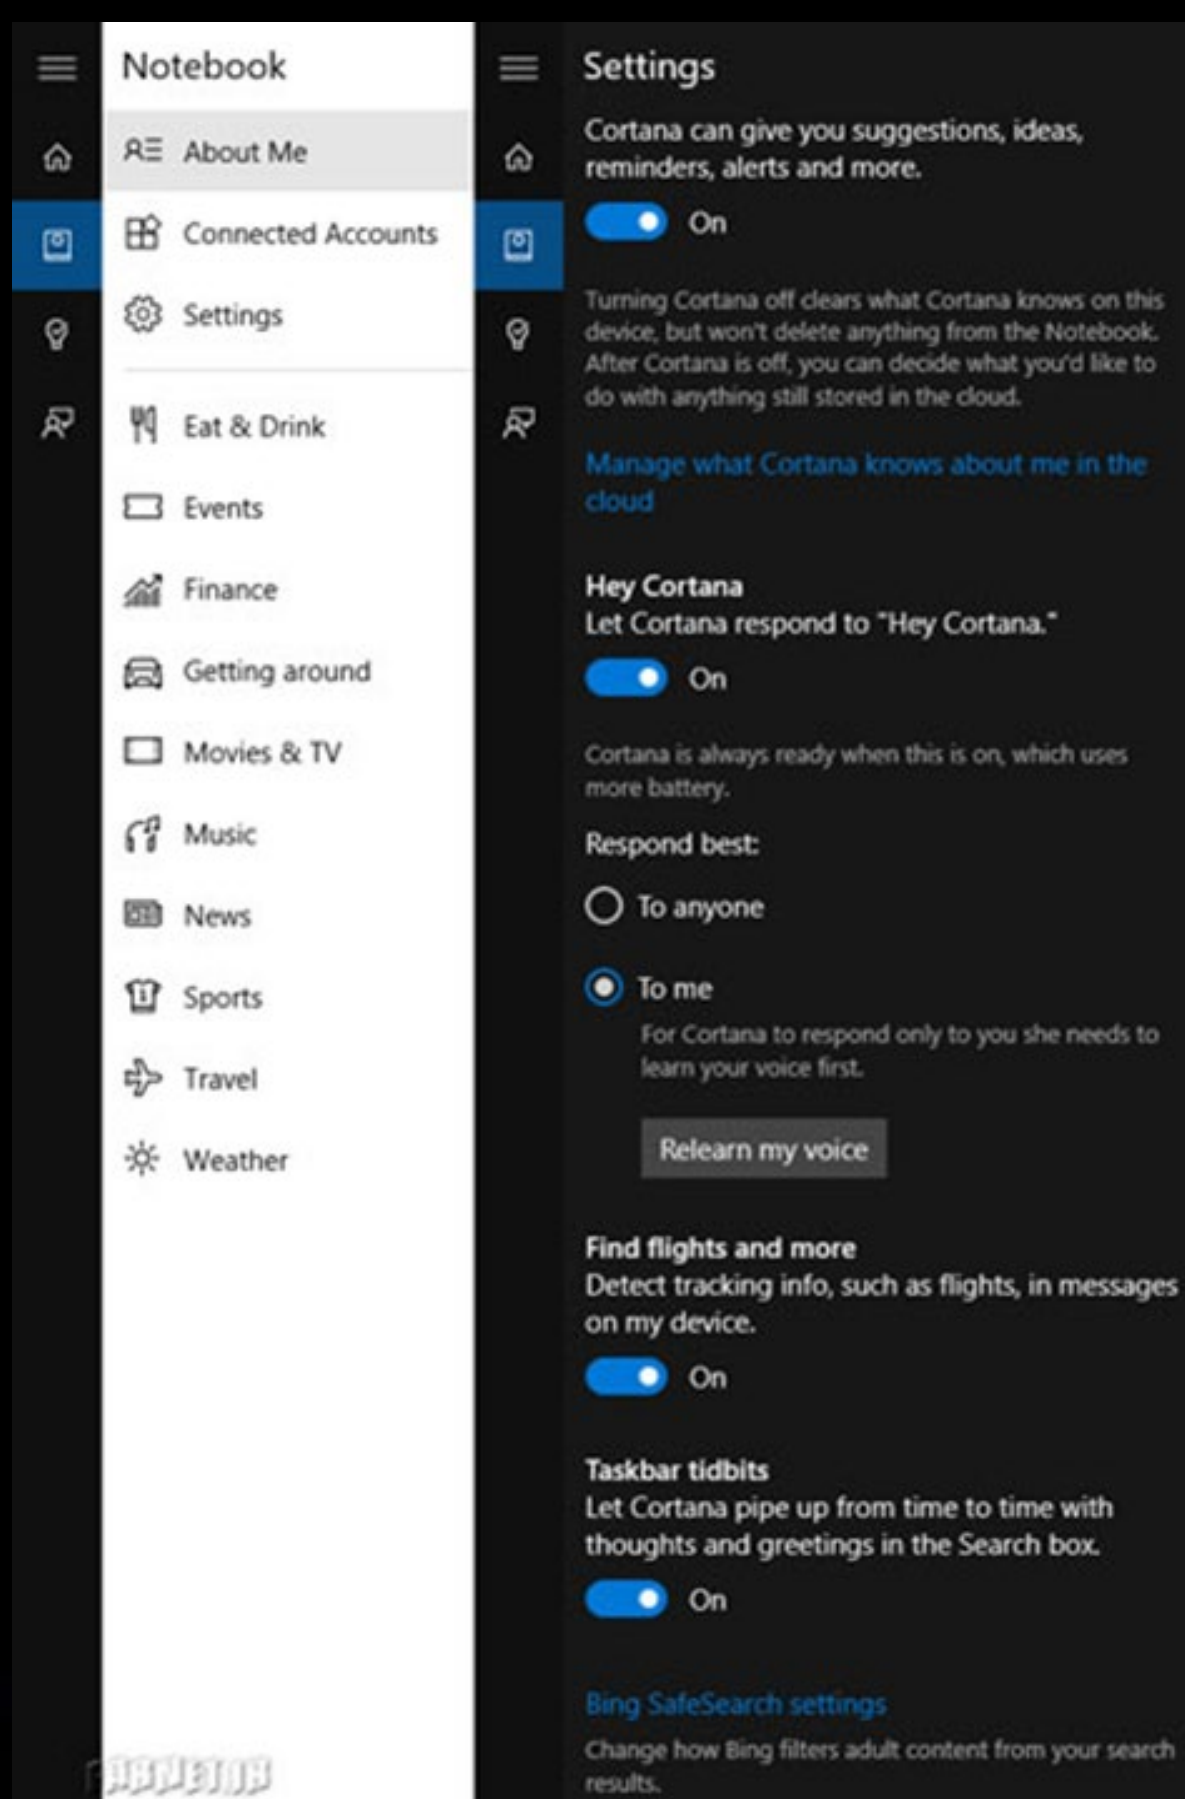 Notebook
About Me
Connected Accounts
Settings
Eat & Drink
Events
Finance
Getting around
Movies & TV
Music
News
Sports
Travel
Weather
Settings
Cortana can give you suggestions, ideas,
reminders, alerts and more.
On
Turning Cortana off clears what Cortana knows on this
device, but won't delete anything from the Notebook.
After Cortana is off, you can decide what you'd like to
do with anything still stored in the cloud.
Manage what Cortana knows about me in the
cloud
Hey Cortana
Let Cortana respond to "Hey Cortana."
On
Cortana is always ready when this is on, which uses
more battery.
Respond best:
To anyone
To me
For Cortana to respond only to you she needs to
learn your voice first.
Relearn my voice
Find flights and more
Detect tracking info, such as flights, in messages
on my device.
On
Taskbar tidbits
Let Cortana pipe up from time to time with
thoughts and greetings in the Search box.
On
Bing SafeSearch settings
Change how Bing filters adult content from your search
results.